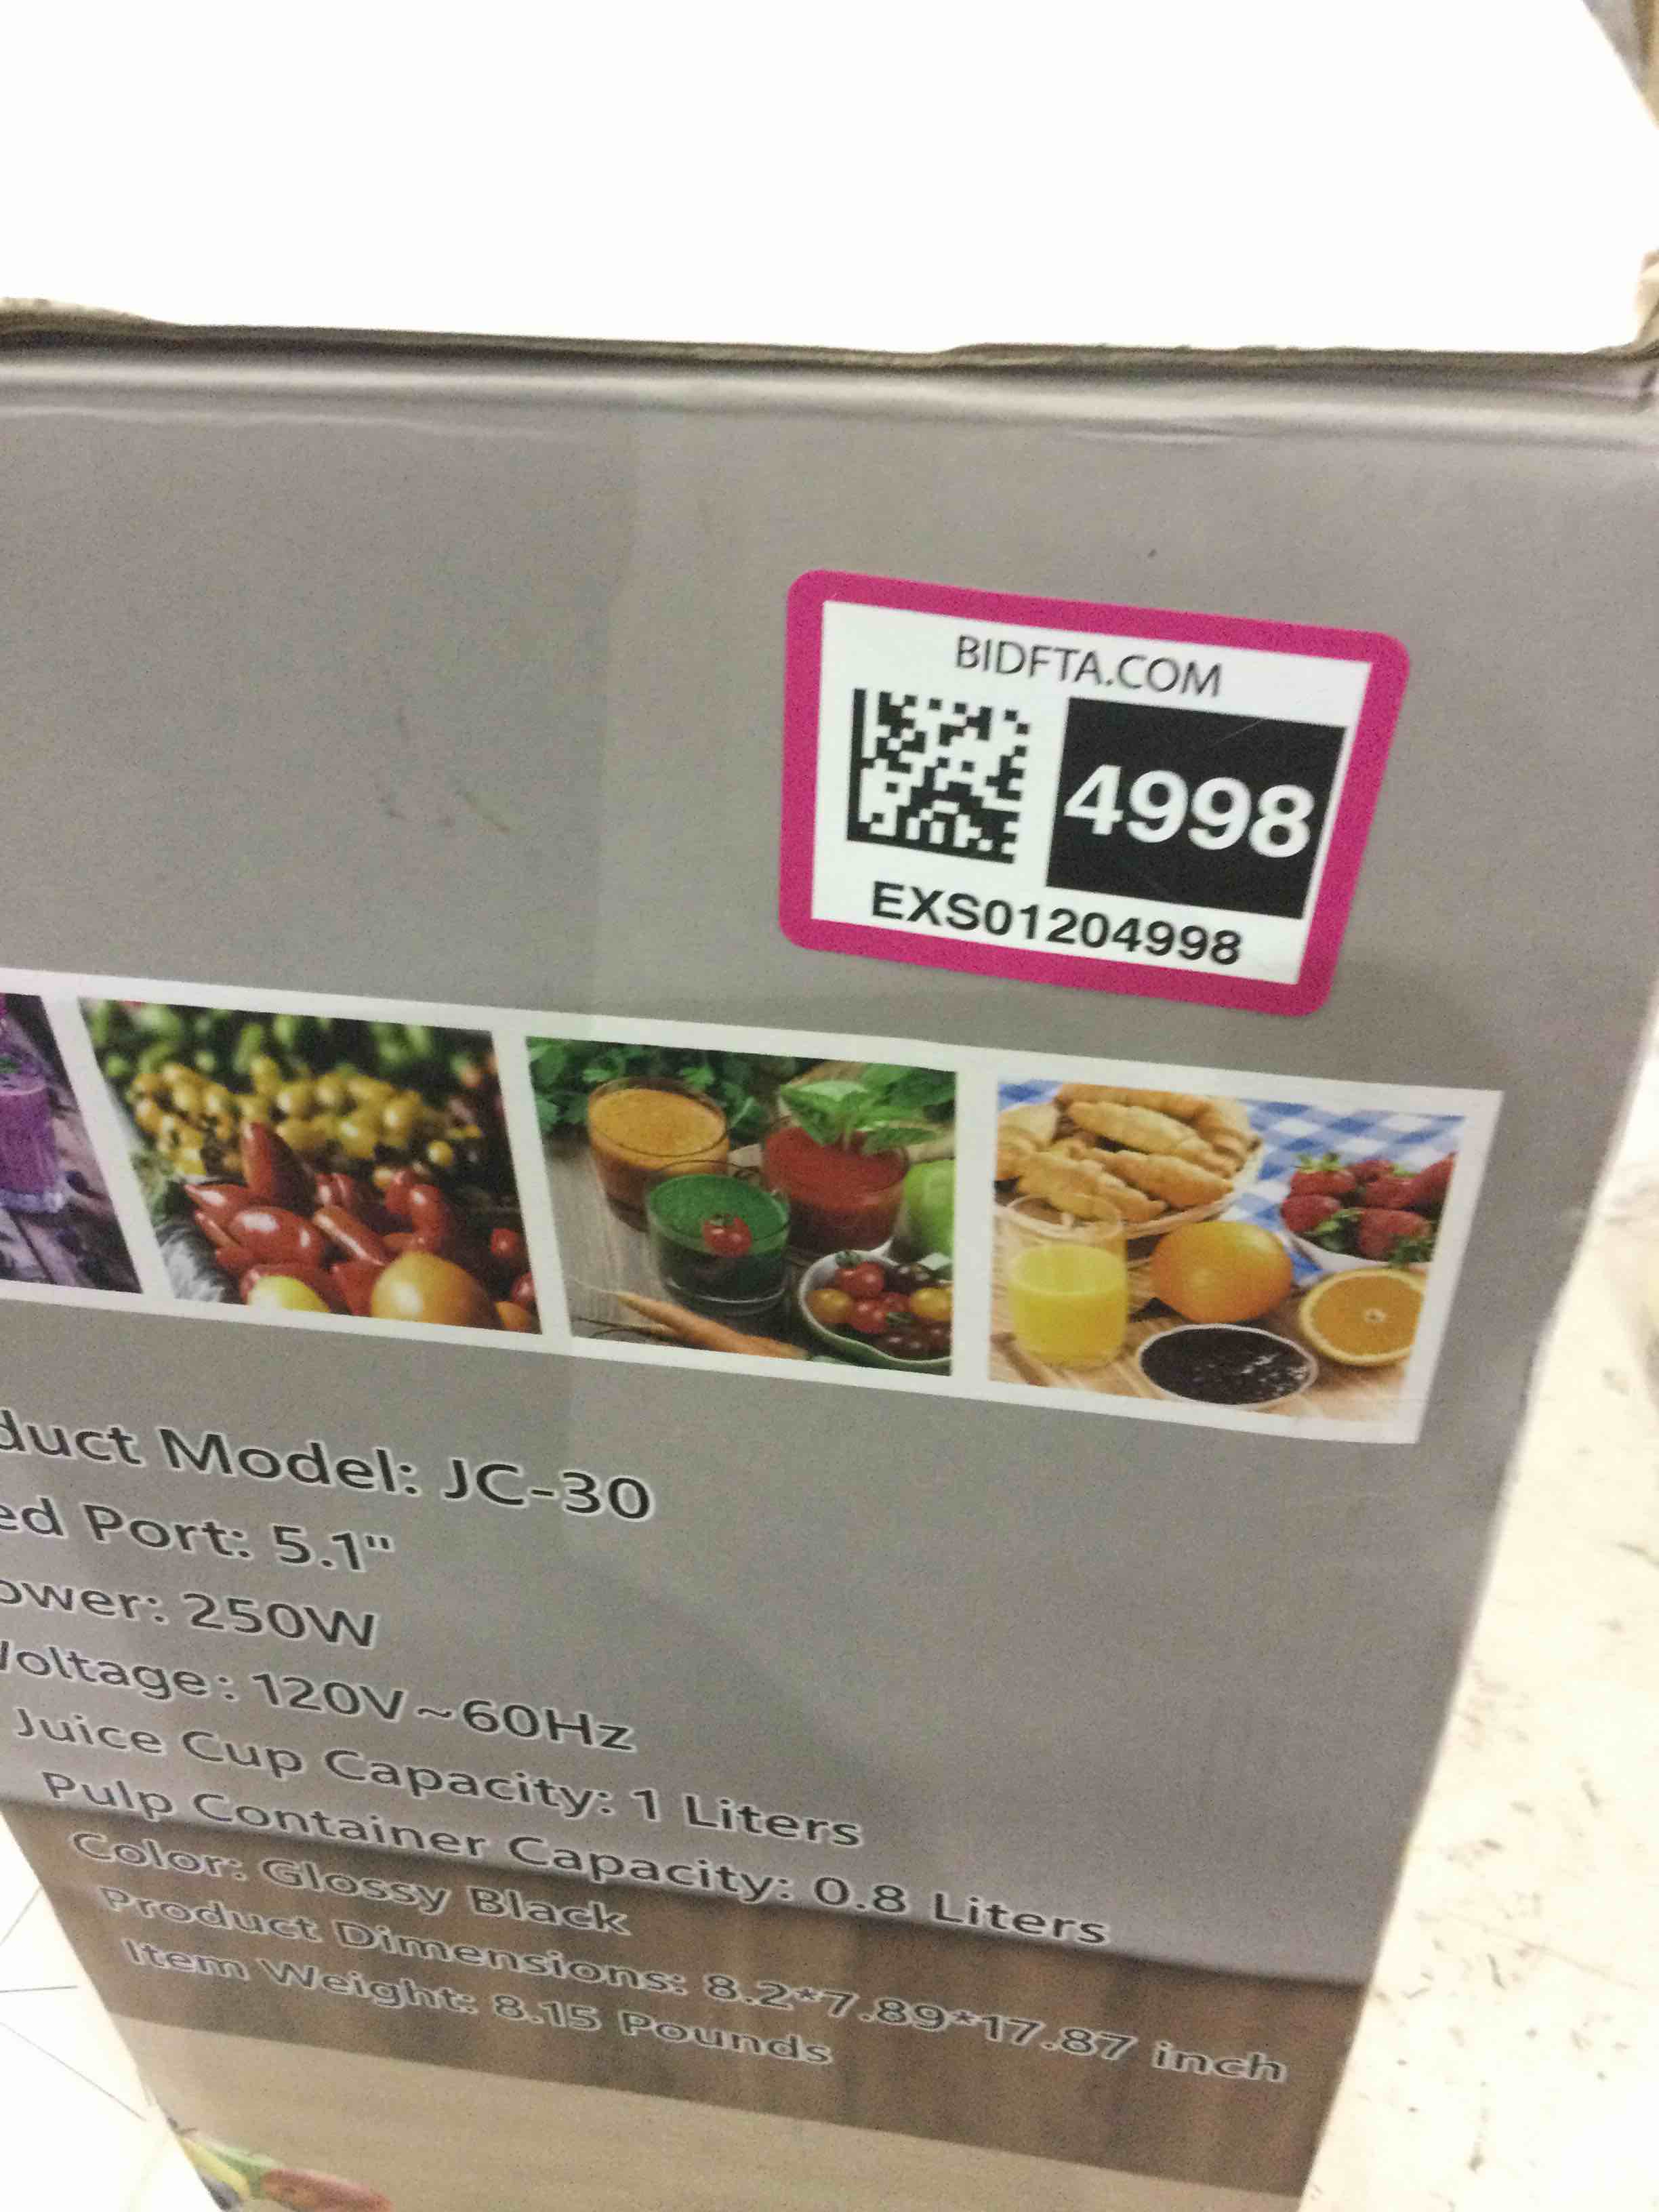 BIDFTA.COM
4998
EXS01204998
duct Model: JC-30
ed Port: 5.1"
ower: 250W
Voltage: 120V~60Hz
Juice Cup Capacity: 1 Liters
Pulp Container Capacity: 0.8 Liters
Color: Glossy Black
Product Dimensions: 8.2*7.89*17.87 inch
Item Weight: 8.15 Pounds